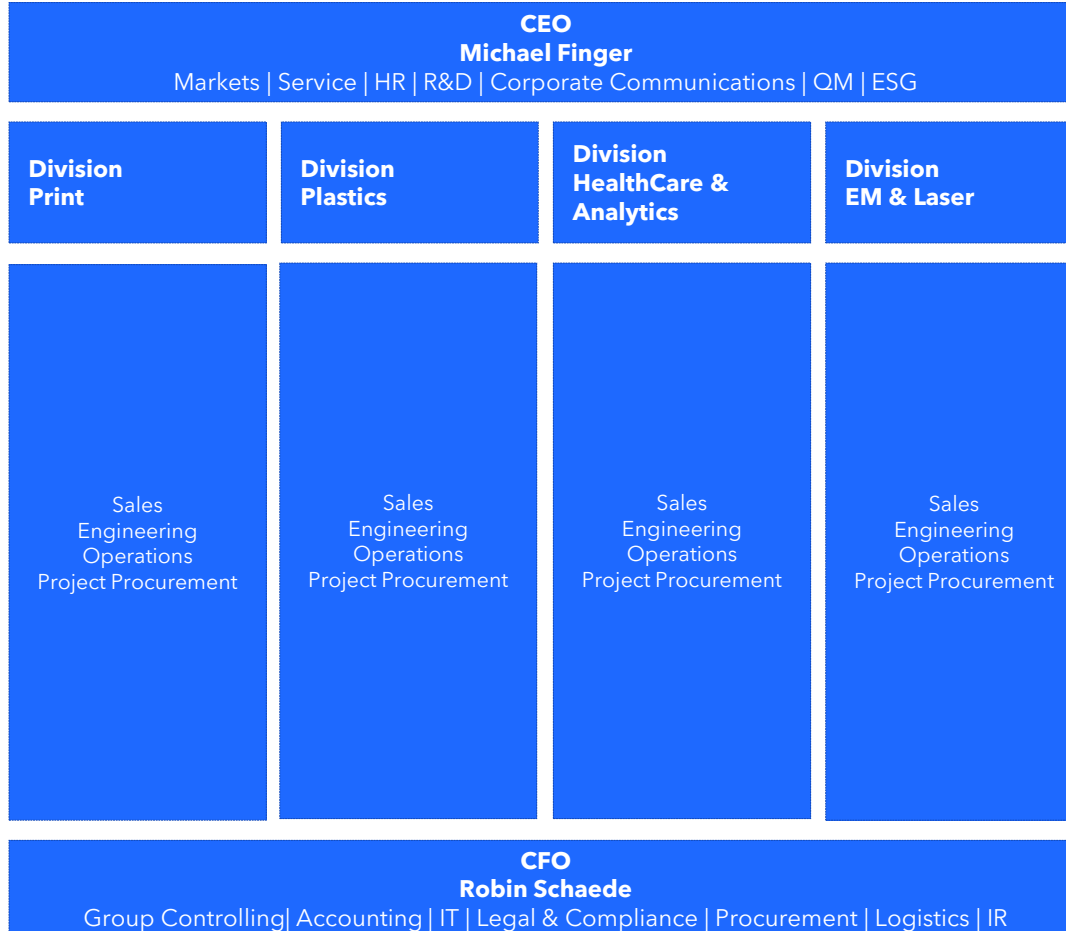 CEO
Michael Finger
Markets | Service | HR | R&D | Corporate Communications | QM | ESG
Division
Print
Division
Plastics
Division
HealthCare &
Analytics
Division
EM & Laser
Sales
Engineering
Operations
Project Procurement
Sales
Engineering
Operations
Project Procurement
Sales
Engineering
Operations
Project Procurement
Sales
Engineering
Operations
Project Procurement
CFO
Robin Schaede
Group Controlling| Accounting | IT | Legal & Compliance | Procurement | Logistics | IR